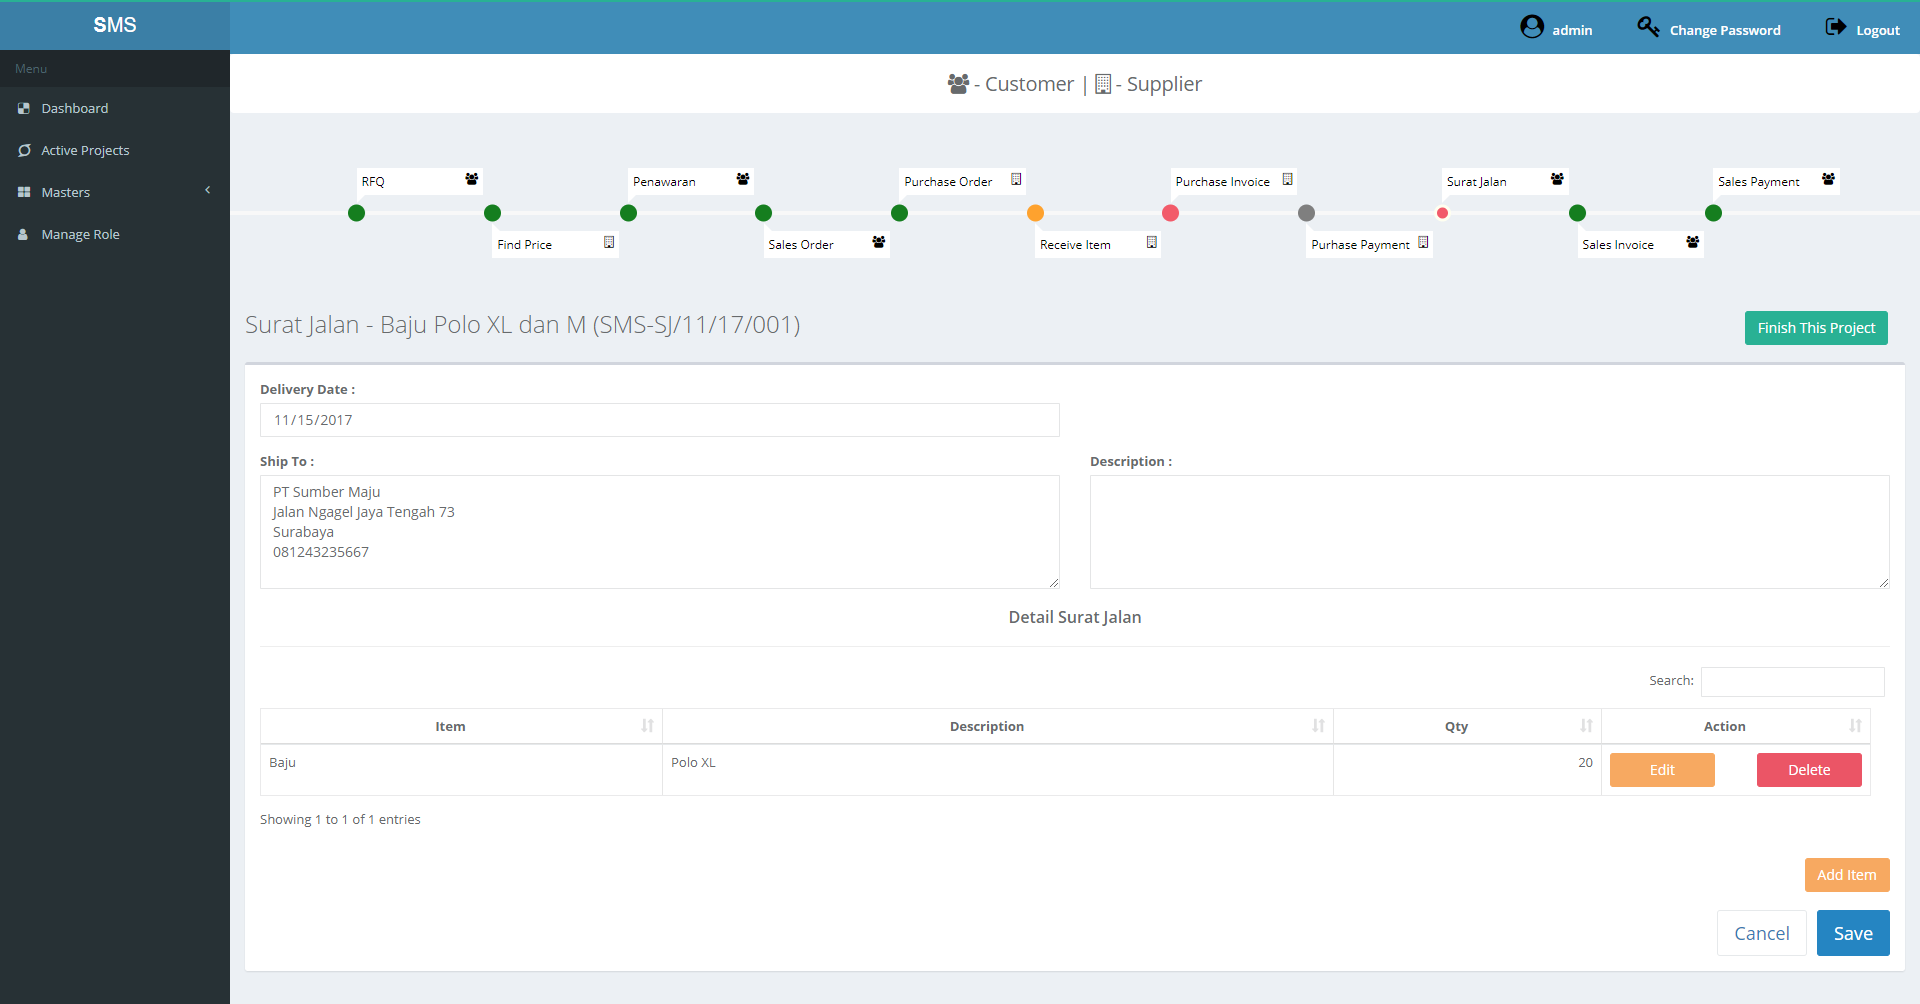 SMS
admin
Change Password
Logout
Menu
Dashboard
Active Projects
Masters
Manage Role
- Customer | - Supplier
RFQ
Penawaran
Purchase Order
Purchase Invoice
Surat Jalan
Sales Payment
Find Price
Sales Order
Receive Item
Purhase Payment
Sales Invoice
Surat Jalan - Baju Polo XL dan M (SMS-SJ/11/17/001)
Finish This Project
Delivery Date :
11/15/2017
Ship To :
Description :
PT Sumber Maju
Jalan Ngagel Jaya Tengah 73
Surabaya
081243235667
Detail Surat Jalan
Search:
Item Description Qty Action
Baju Polo XL 20 Edit Delete
Showing 1 to 1 of 1 entries
Add Item
Cancel Save